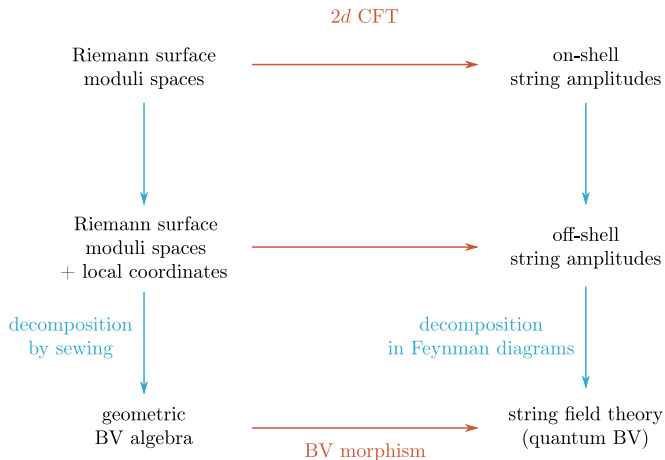 2d CFT
Riemann surface
moduli spaces
on-shell
string amplitudes
Riemann surface
moduli spaces
+ local coordinates
off-shell
string amplitudes
decomposition
by sewing
decomposition
in Feynman diagrams
geometric
BV algebra
string field theory
(quantum BV)
BV morphism